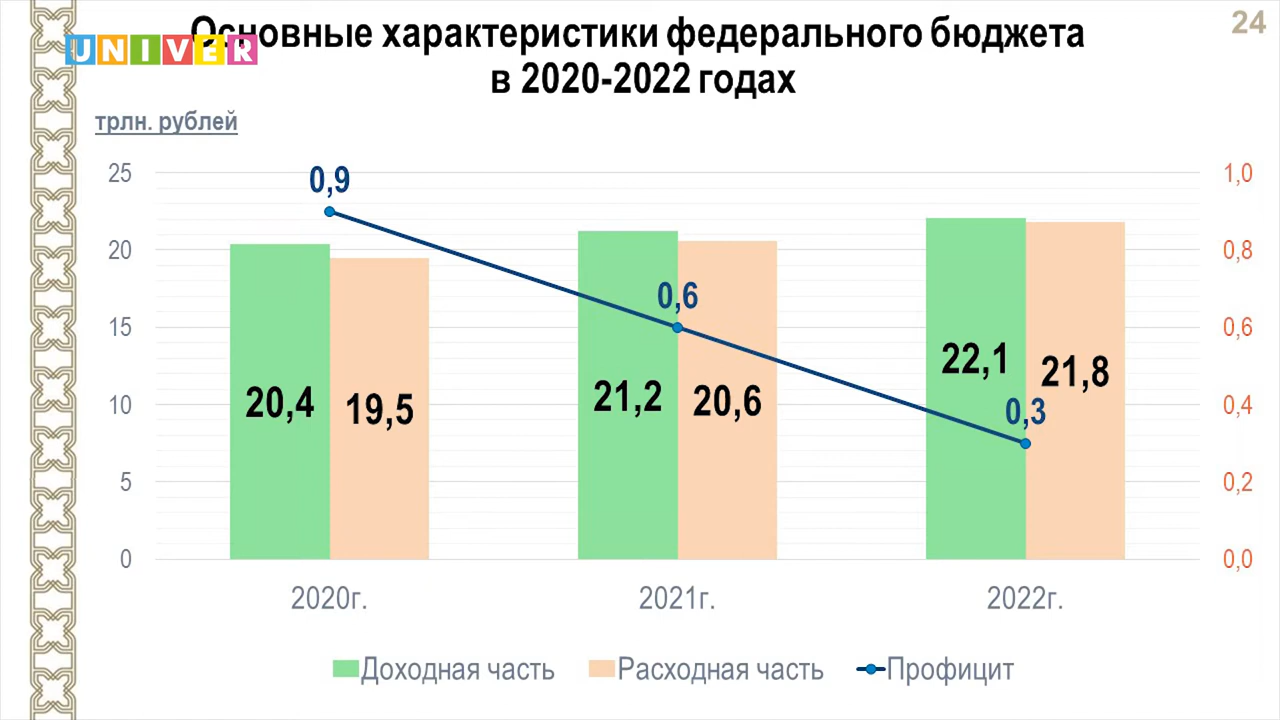 Основные характеристики федерального бюджета
в 2020-2022 годах
24
UNIVER
трлн. рублей
25
20
15
10
5
0
1,0
0,8
0,6
0,4
0,2
0,0
0,9
0,6
0,3
20,4
19,5
21,2
20,6
22,1
21,8
2020г.
2021г.
2022г.
Доходная часть
Расходная часть
Профицит